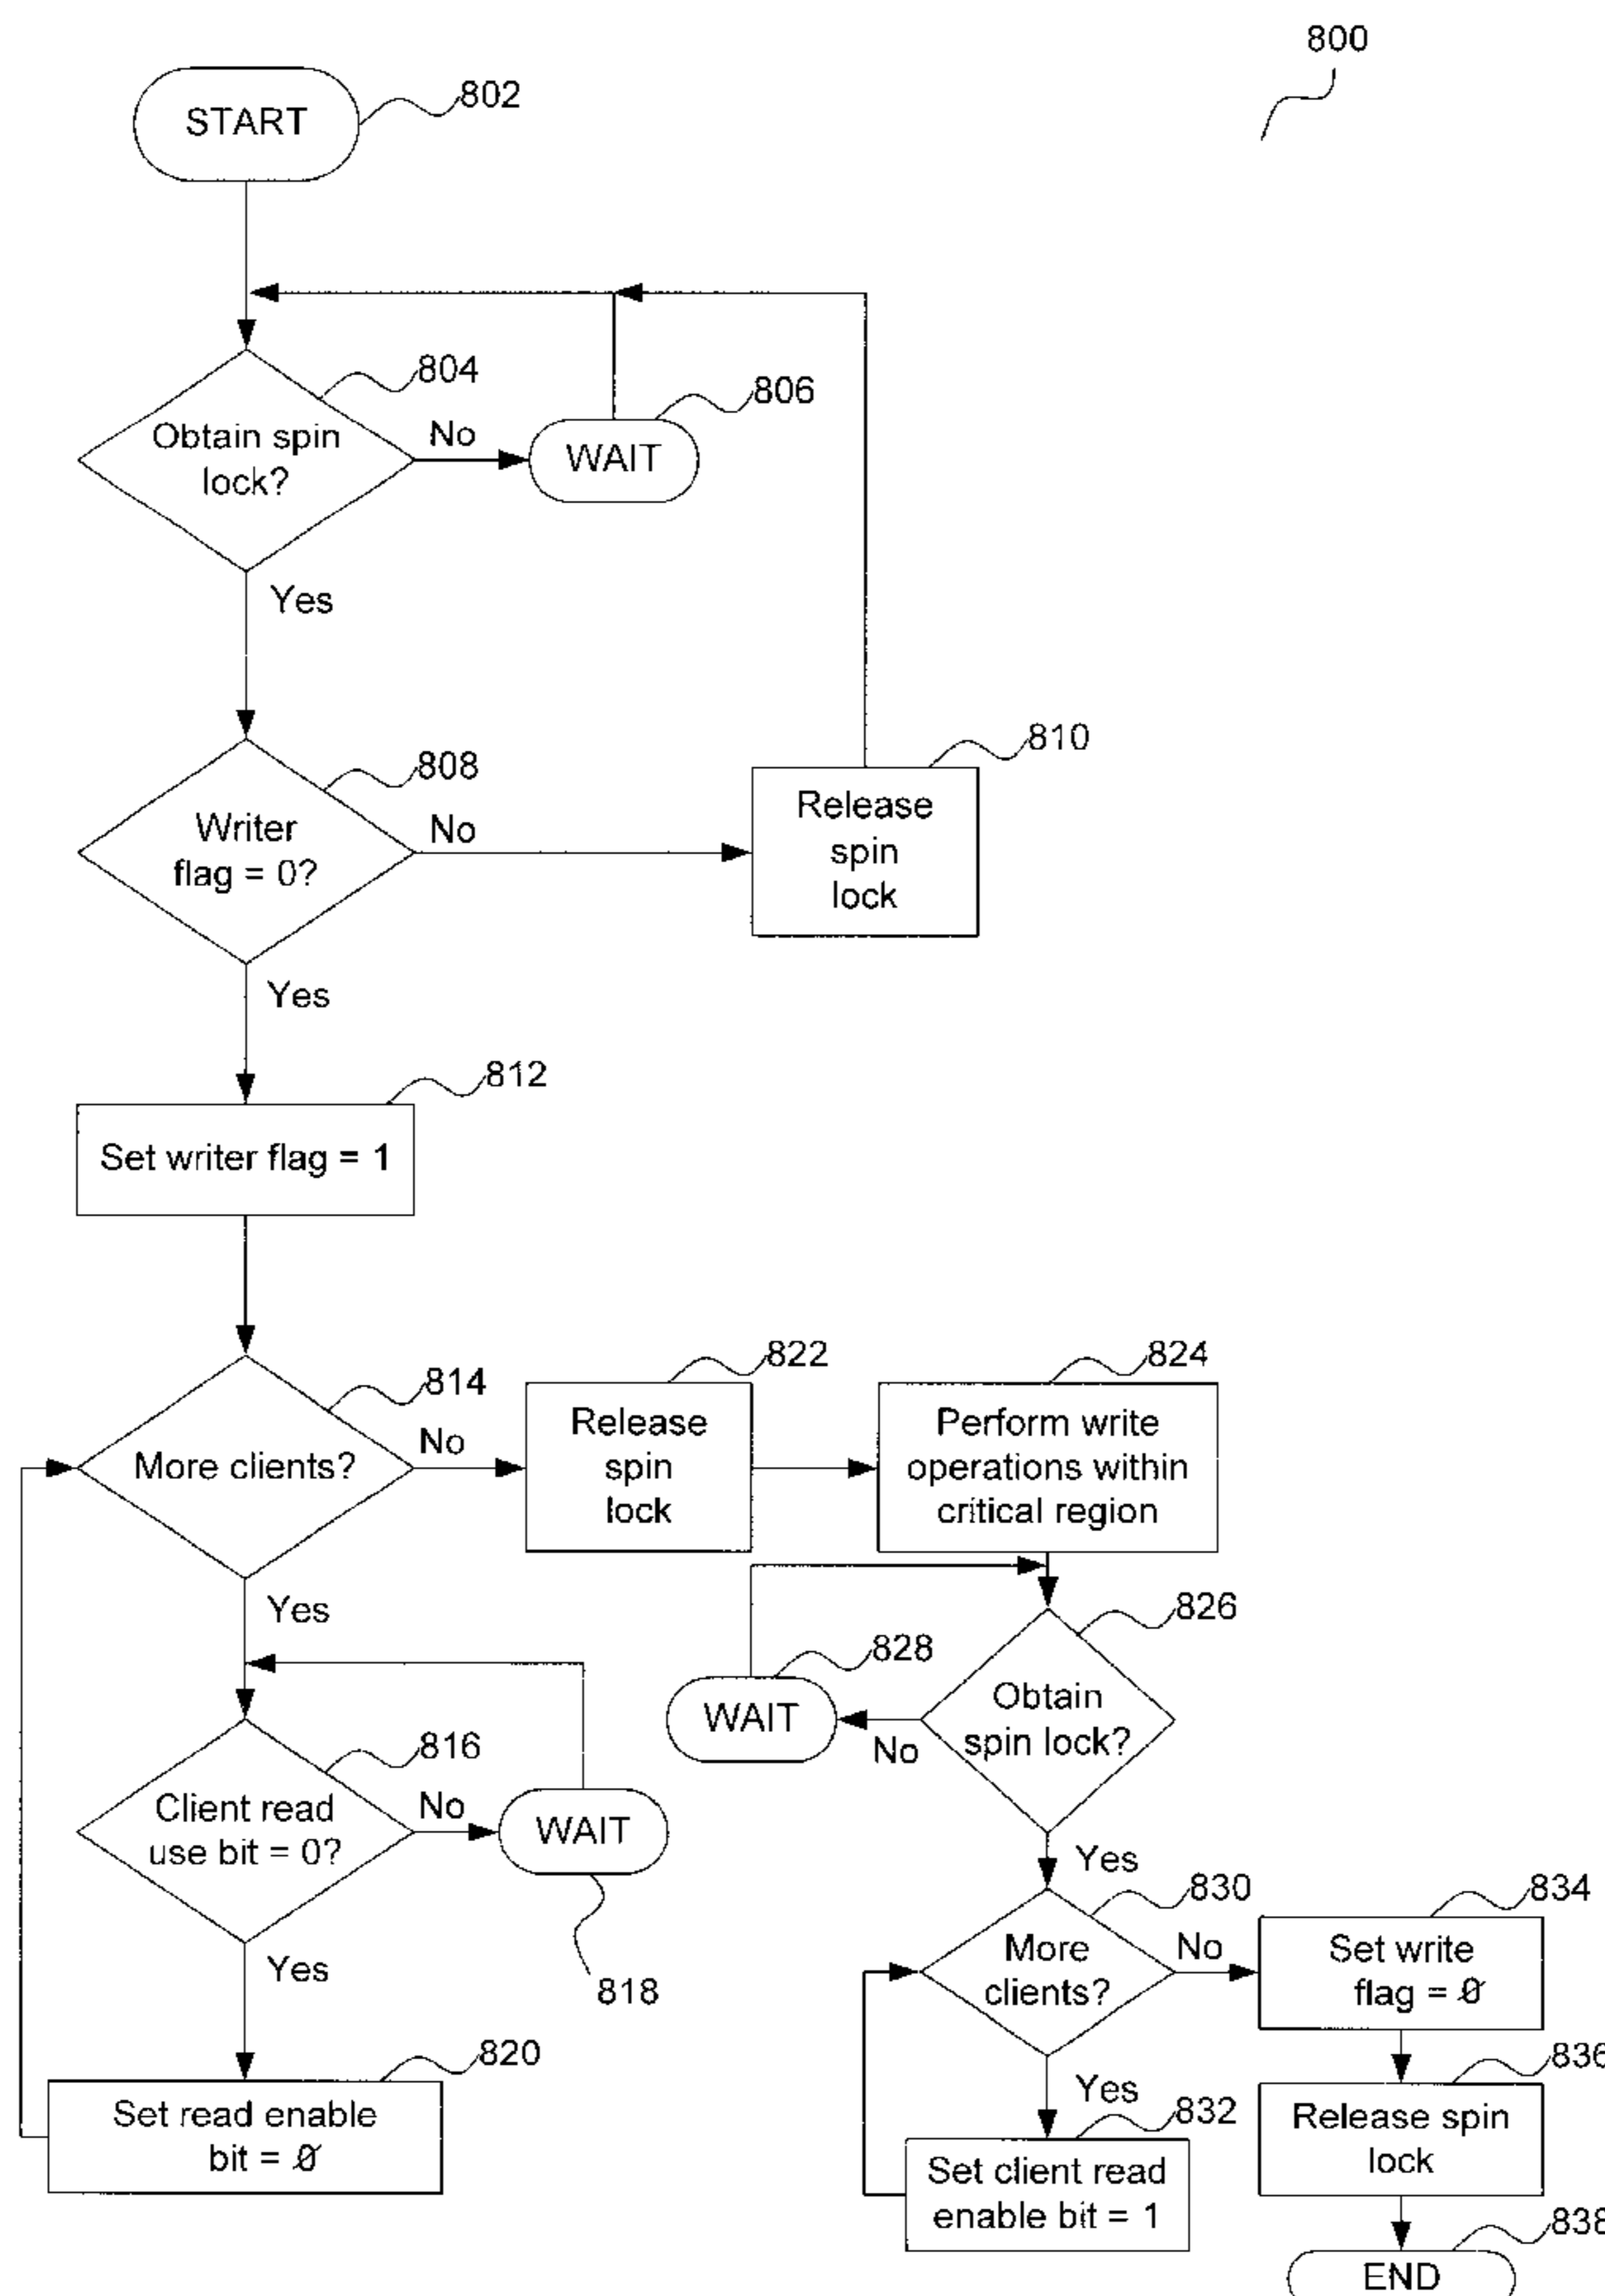 800
START
802
804
Obtain spin
lock?
No
806
WAIT
Yes
808
Writer
flag = 0?
No
810
Release
spin
lock
Yes
812
Set writer flag = 1
814
More clients?
No
822
Release
spin
lock
824
Perform write
operations within
critical region
Yes
826
Obtain
spin lock?
828
WAIT
No
816
Client read
use bit = 0?
No
WAIT
818
Yes
Yes
830
More
clients?
No
834
Set write
flag = 0
820
Set read enable
bit = 0
Yes
832
Set client read
enable bit = 1
836
Release spin
lock
838
END